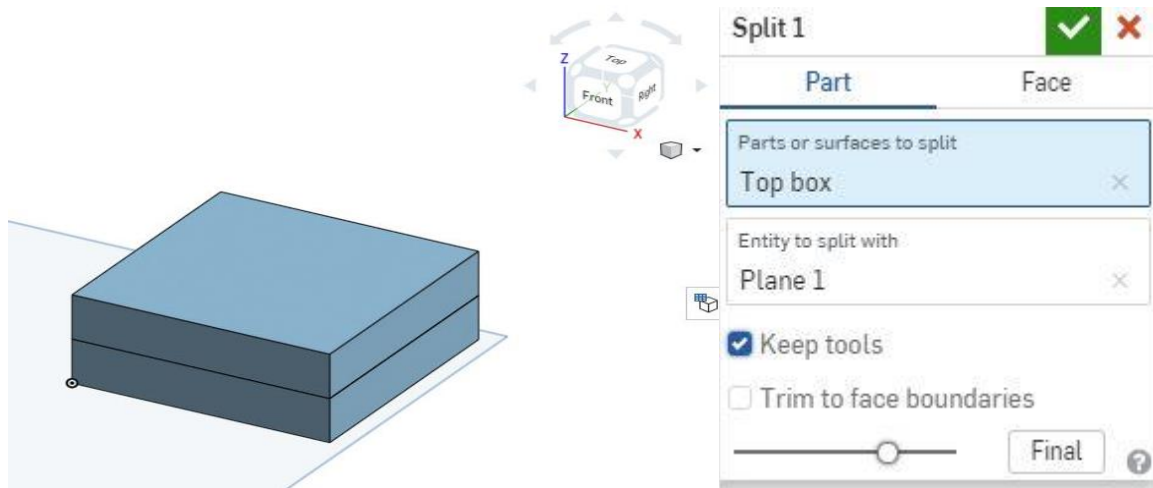 Split 1
Part Face
Parts or surfaces to split
Top box
Entity to split with
Plane 1
Keep tools
Trim to face boundaries
Final
?
Z
Top
Y
Front Right
X